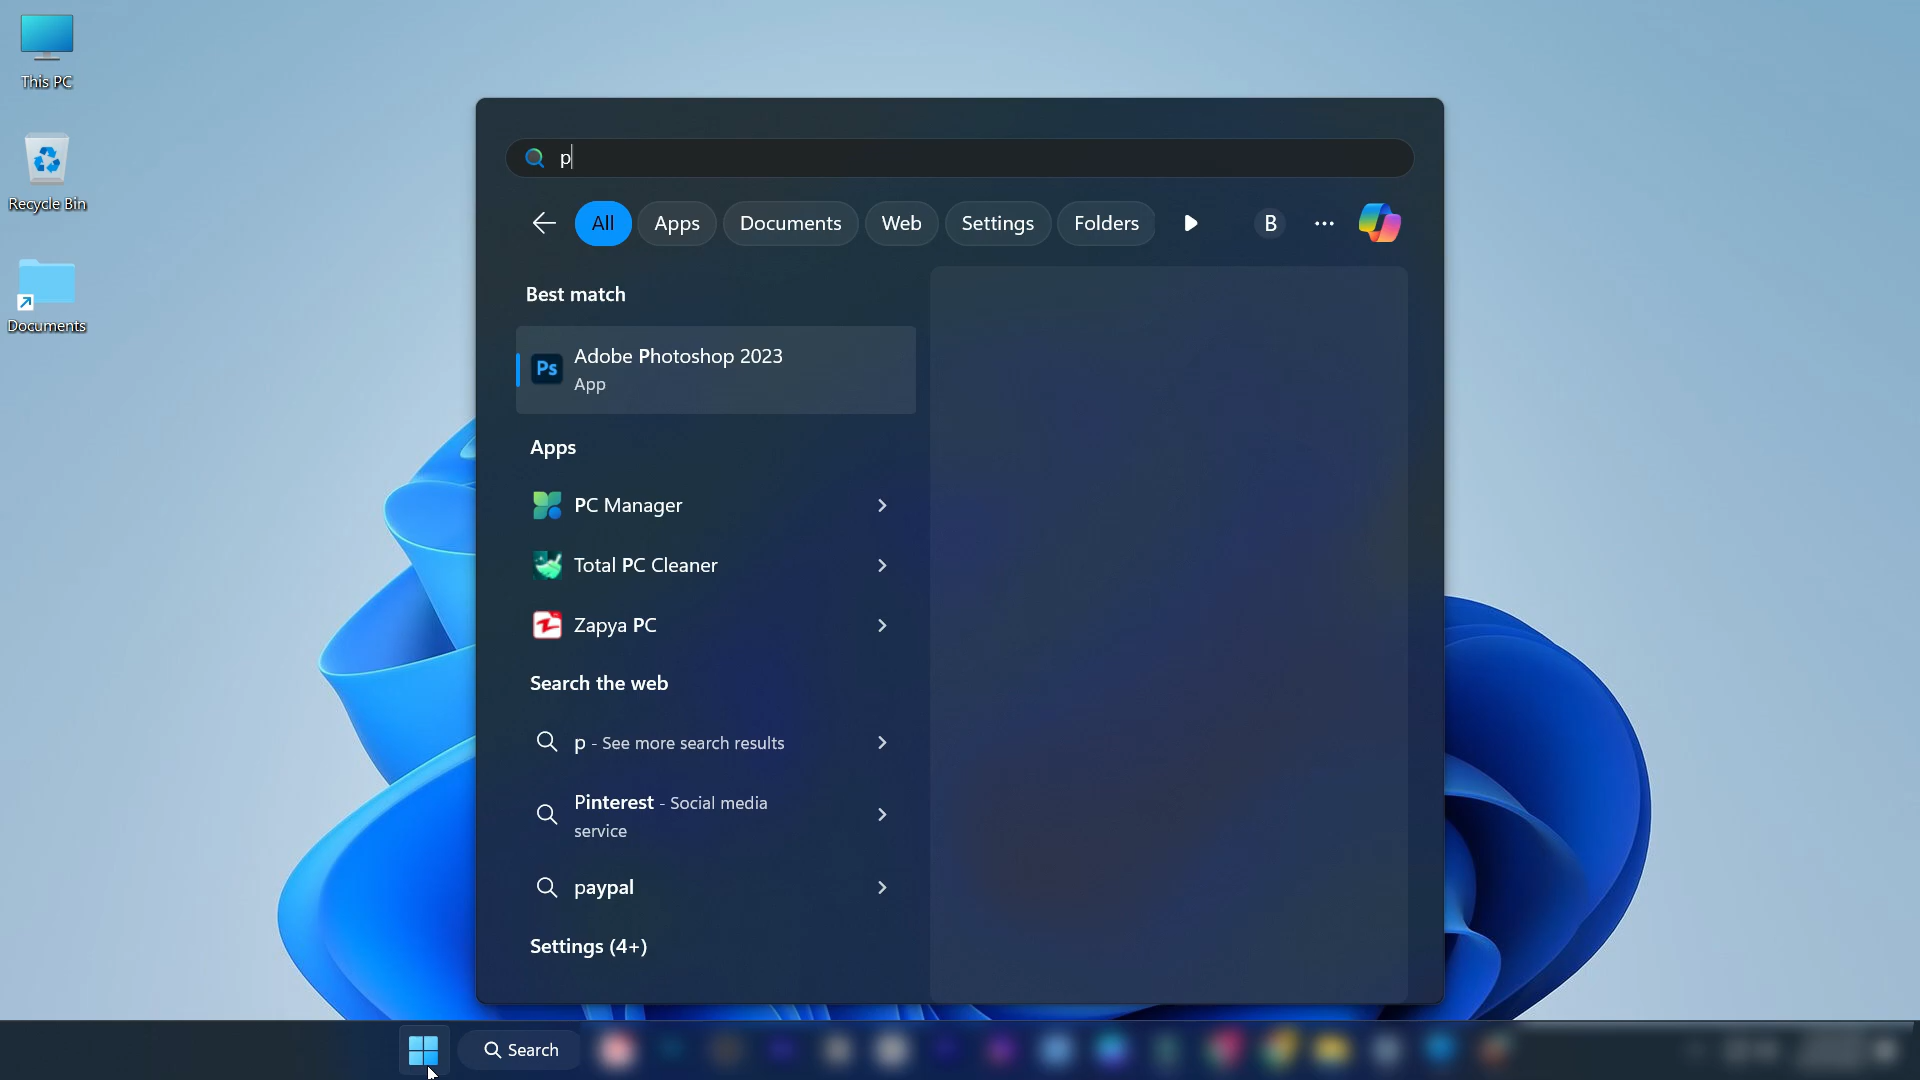 This PC
Recycle Bin
Documents
p
All Apps Documents Web Settings Folders B
Best match
Ps Adobe Photoshop 2023
App
Apps
PC Manager
Total PC Cleaner
Zapya PC
Search the web
p - See more search results
Pinterest - Social media
service
paypal
Settings (4+)
Search